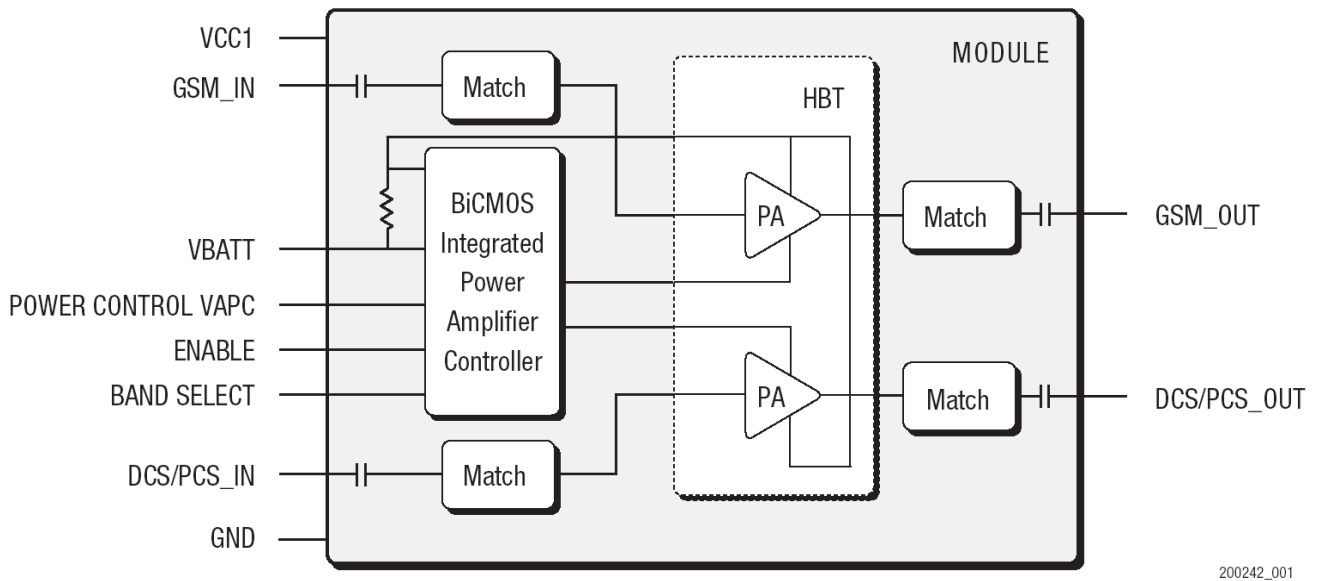 VCC1
MODULE
GSM_IN
Match
HBT
BiCMOS
Integrated
Power
Amplifier
Controller
PA
Match
GSM_OUT
VBATT
POWER CONTROL VAPC
ENABLE
BAND SELECT
PA
Match
DCS/PCS_OUT
DCS/PCS_IN
Match
GND
200242_001